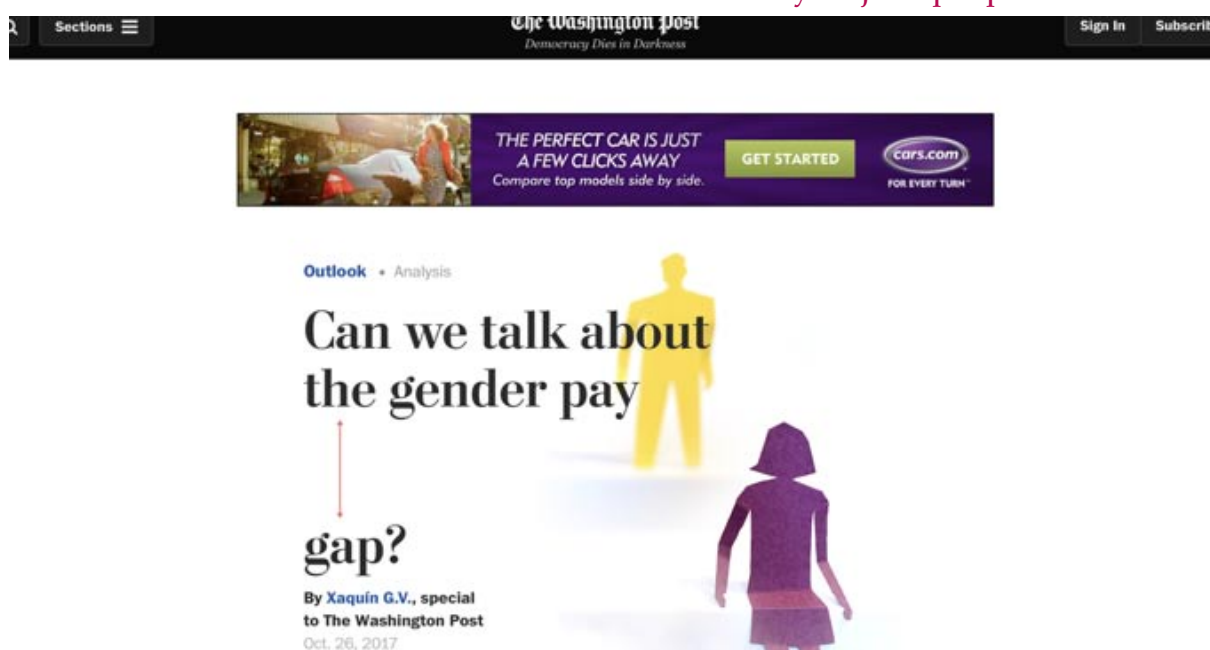 Sections
The Washington Post
Democracy Dies in Darkness
Sign In
THE PERFECT CAR IS JUST
A FEW CLICKS AWAY
Compare top models side by side.
GET STARTED
cars.com
FOR EVERY TURN
Outlook • Analysis
Can we talk about
the gender pay
gap?
By Xaquín G.V., special
to The Washington Post
Oct. 26, 2017